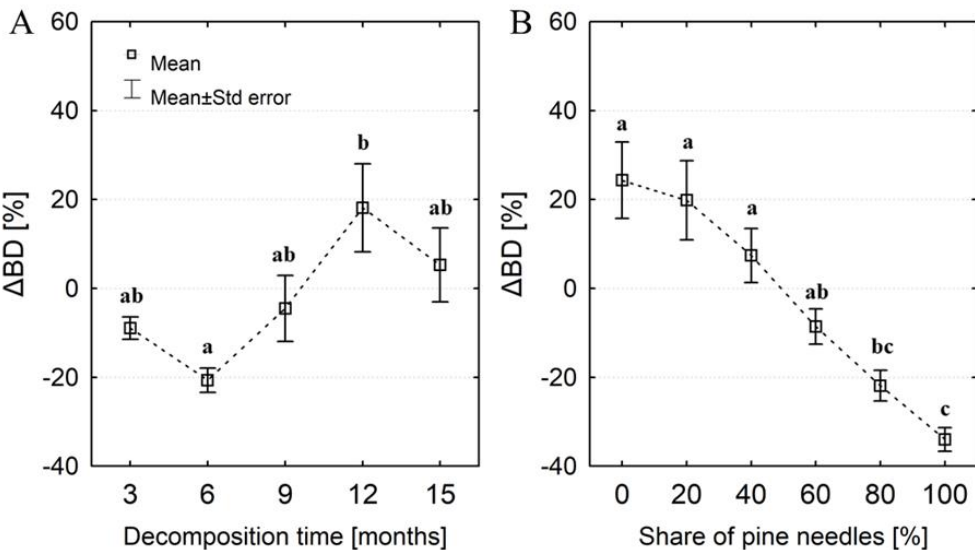 A
60
40
20
0
-20
-40
ΔBD [%]
Mean
Mean±Std error
ab
a
ab
b
ab
3 6 9 12 15
Decomposition time [months]
B
60
40
20
0
-20
-40
ΔBD [%]
a
a
a
ab
bc
c
0 20 40 60 80 100
Share of pine needles [%]